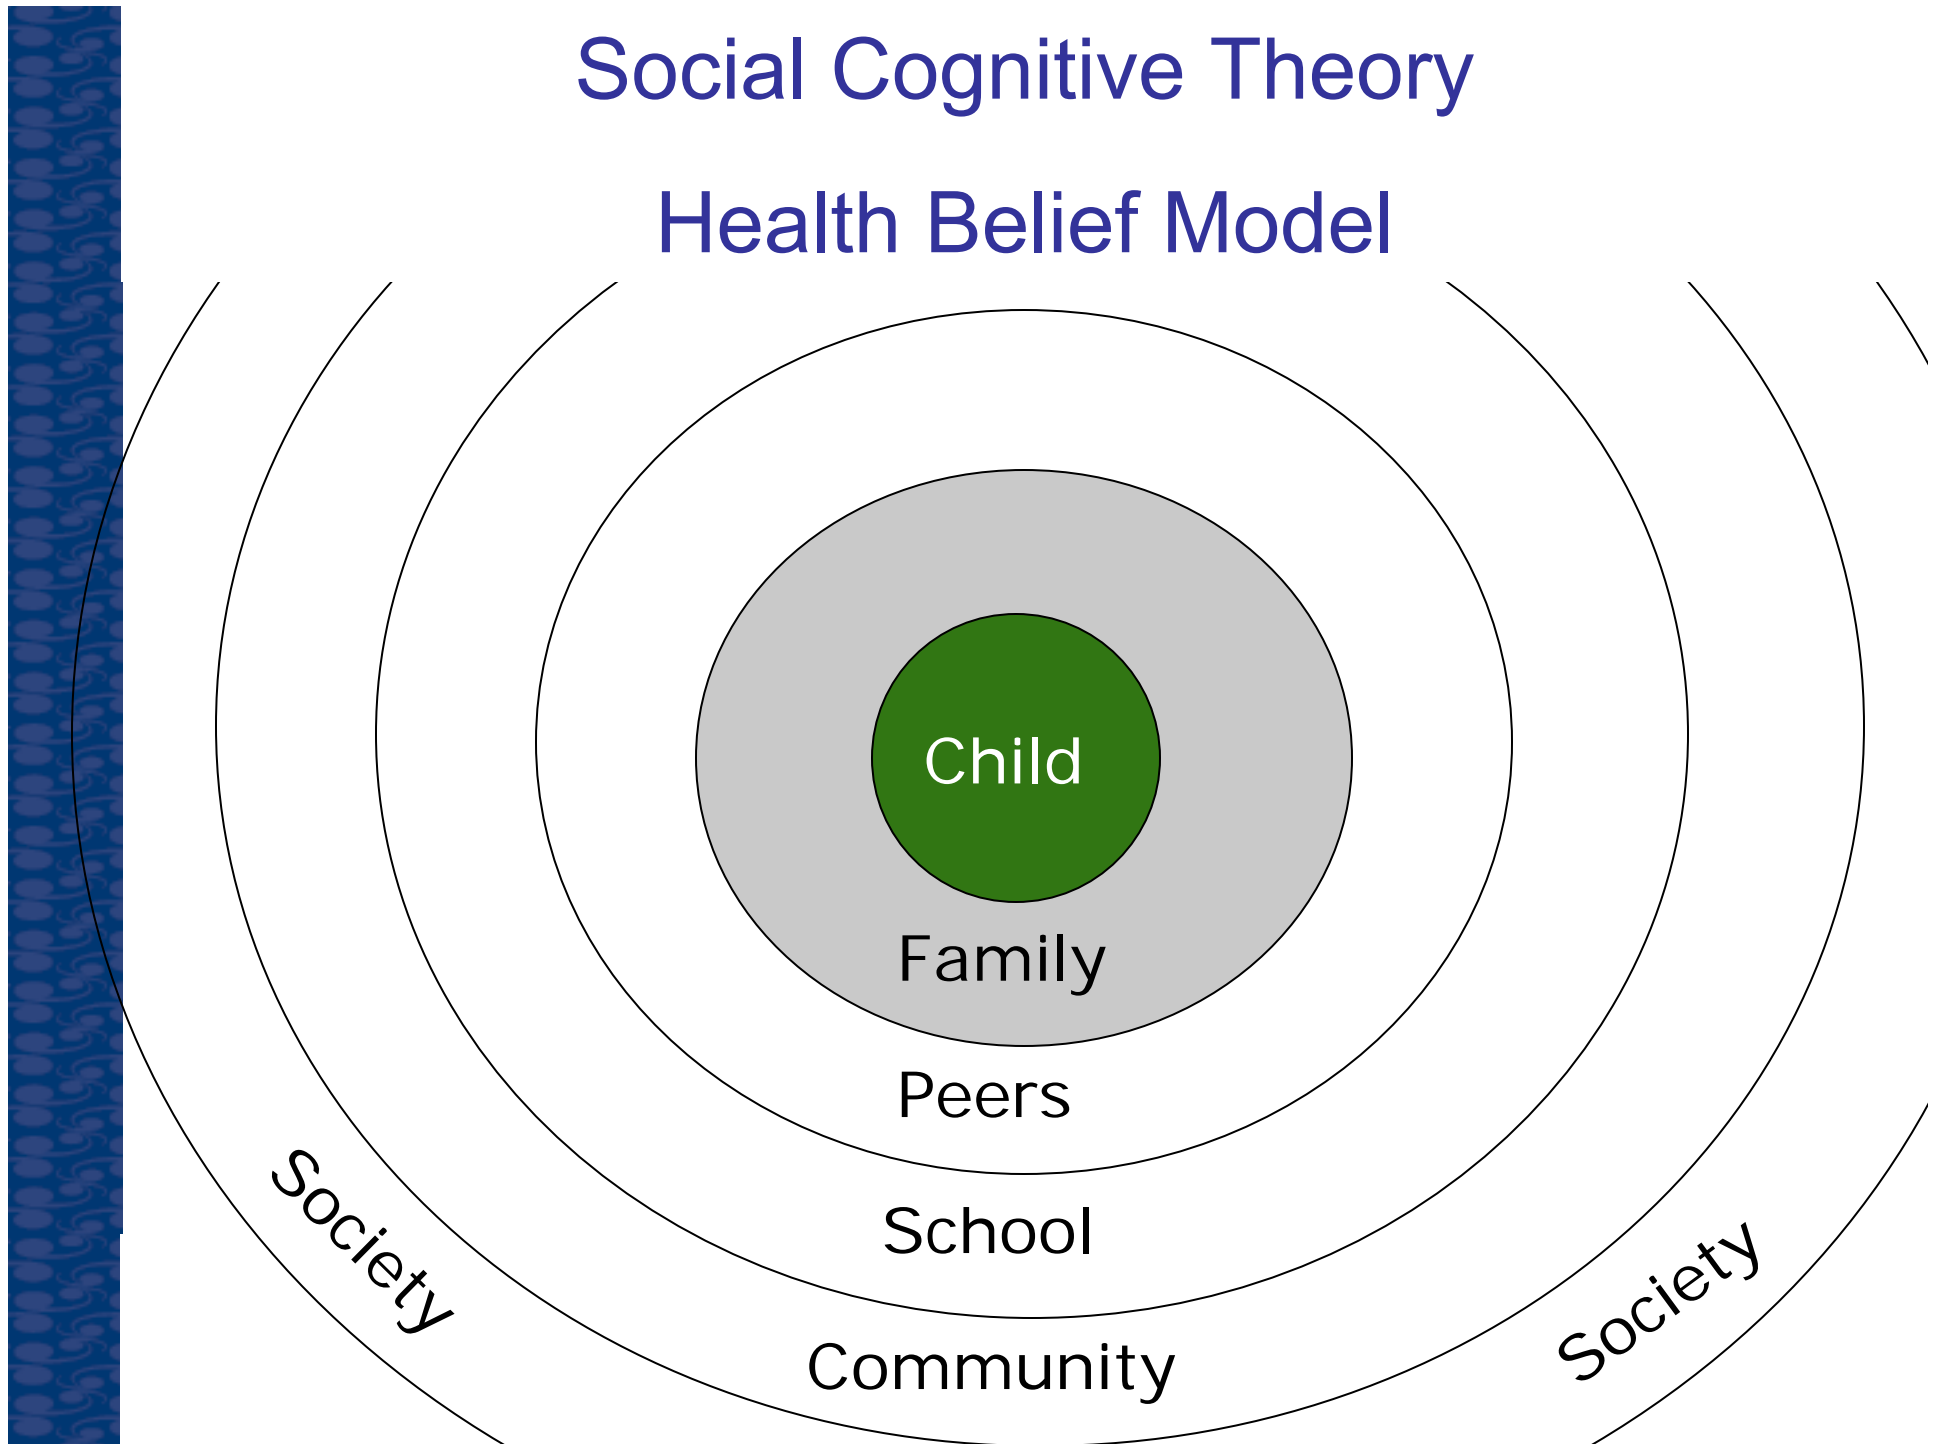 Social Cognitive Theory
Health Belief Model
Child
Family
Peers
School
Community
Society
Society